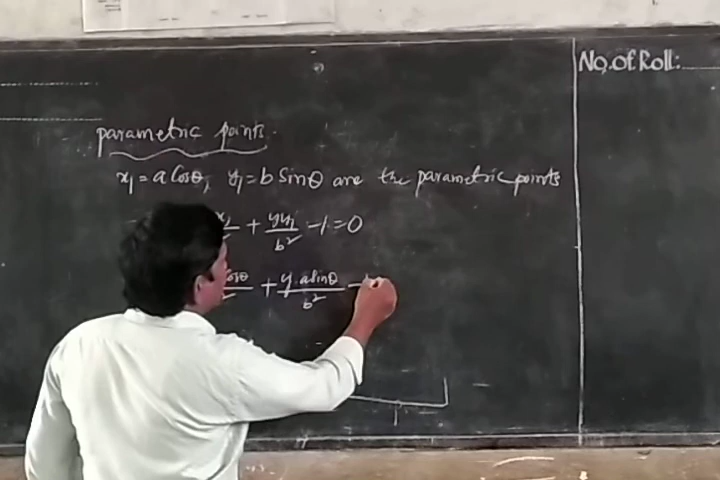 No. of Roll:
parametric points.
x₁ = a Cosθ, y₁ = b Sinθ are the parametric points
+ yy₁/b² - 1 = 0
Cosθ + y. a Sinθ/b² -